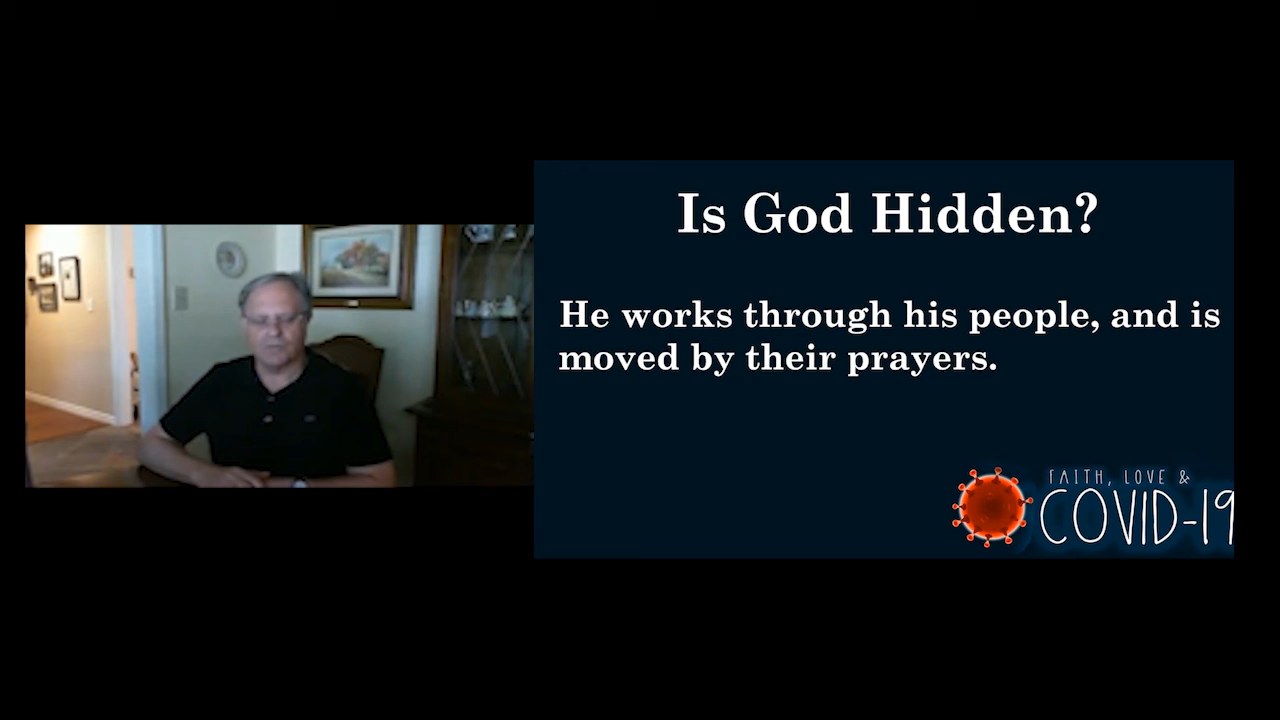 Is God Hidden?
He works through his people, and is
moved by their prayers.
FAITH, LOVE &
COVID-19